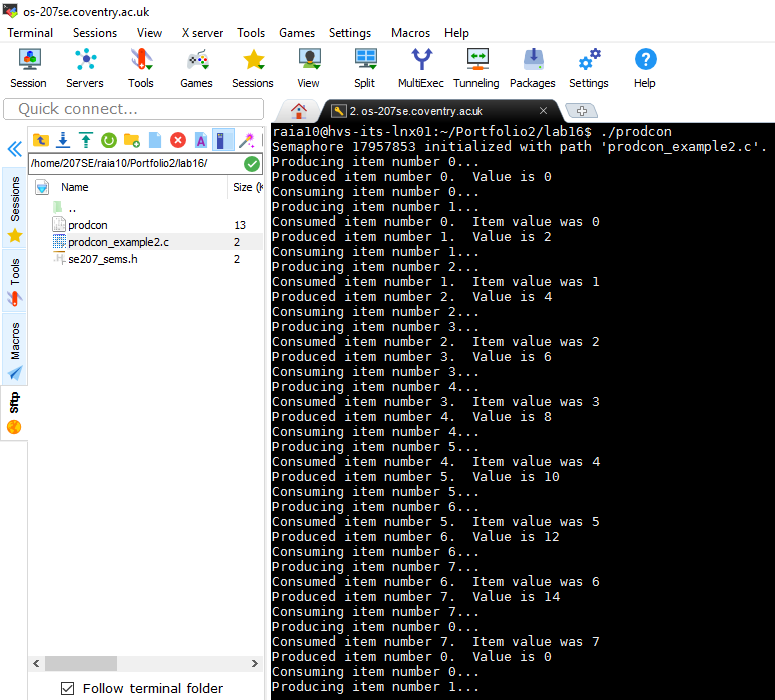 os-207se.coventry.ac.uk
Terminal Sessions View X server Tools Games Settings Macros Help
Session Servers Tools Games Sessions View Split MultiExec Tunneling Packages Settings Help
Quick connect...
2. os-207se.coventry.ac.uk
/home/207SE/raia10/Portfolio2/lab16/
Name Size (K
..
prodcon 13
prodcon_example2.c 2
se207_sems.h 2
Sessions
Tools
Macros
Sftp
Follow terminal folder
raia10@hvs-its-lnx01:~/Portfolio2/lab16$ ./prodcon
Semaphore 17957853 initialized with path 'prodcon_example2.c'.
Producing item number 0...
Produced item number 0.  Value is 0
Consuming item number 0...
Producing item number 1...
Consumed item number 0.  Item value was 0
Produced item number 1.  Value is 2
Consuming item number 1...
Producing item number 2...
Consumed item number 1.  Item value was 1
Produced item number 2.  Value is 4
Consuming item number 2...
Producing item number 3...
Consumed item number 2.  Item value was 2
Produced item number 3.  Value is 6
Consuming item number 3...
Producing item number 4...
Consumed item number 3.  Item value was 3
Produced item number 4.  Value is 8
Consuming item number 4...
Producing item number 5...
Consumed item number 4.  Item value was 4
Produced item number 5.  Value is 10
Consuming item number 5...
Producing item number 6...
Consumed item number 5.  Item value was 5
Produced item number 6.  Value is 12
Consuming item number 6...
Producing item number 7...
Consumed item number 6.  Item value was 6
Produced item number 7.  Value is 14
Consuming item number 7...
Producing item number 0...
Consumed item number 7.  Item value was 7
Produced item number 0.  Value is 0
Consuming item number 0...
Producing item number 1...